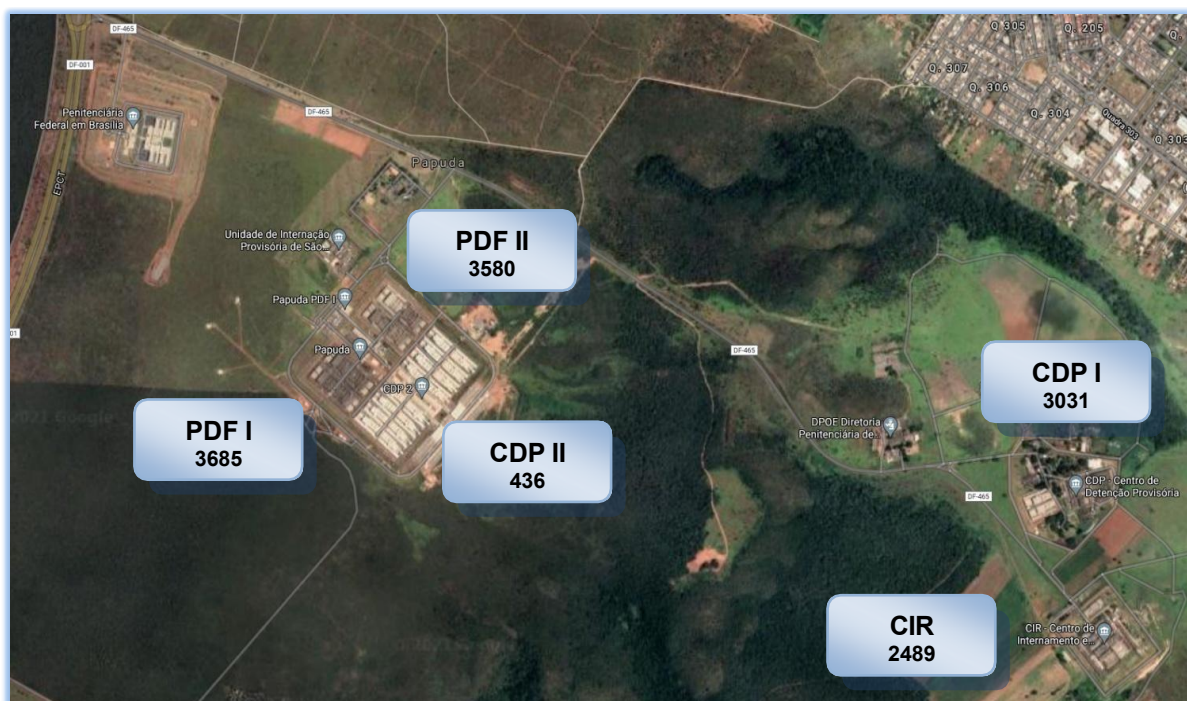 DF-465
DF-001
Penitenciária
Federal em Brasília
DF-465
EPCT
Papuda
Q. 305
Q. 205
Q. 307
Q. 306
Q. 304
Quadra 303
Q 303
Unidade de Internação
Provisória de São...
PDF II
3580
Papuda PDF I
Papuda
CDP 2
01
DF-465
CDP I
3031
PDF I
3685
CDP II
436
DPOE Diretoria
Penitenciária de...
CDP - Centro de
Detenção Provisória
DF-465
CIR
2489
CIR - Centro de
Internamento e...